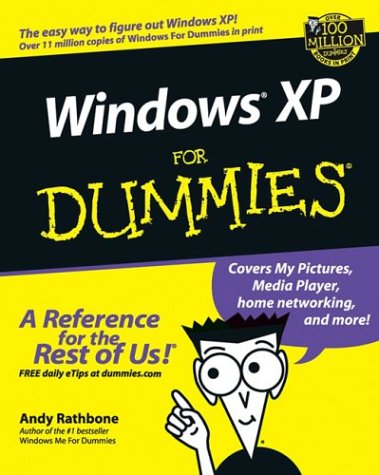 The easy way to figure out Windows XP!
Over 11 million copies of Windows For Dummies in print
OVER
100
MILLION
DUMMIES
BOOKS IN PRINT
Windows® XP
FOR
DUMMIES®
Covers My Pictures,
Media Player,
home networking,
and more!
A Reference
for the
Rest of Us!®
FREE daily eTips at dummies.com
Andy Rathbone
Author of the #1 bestseller
Windows Me For Dummies